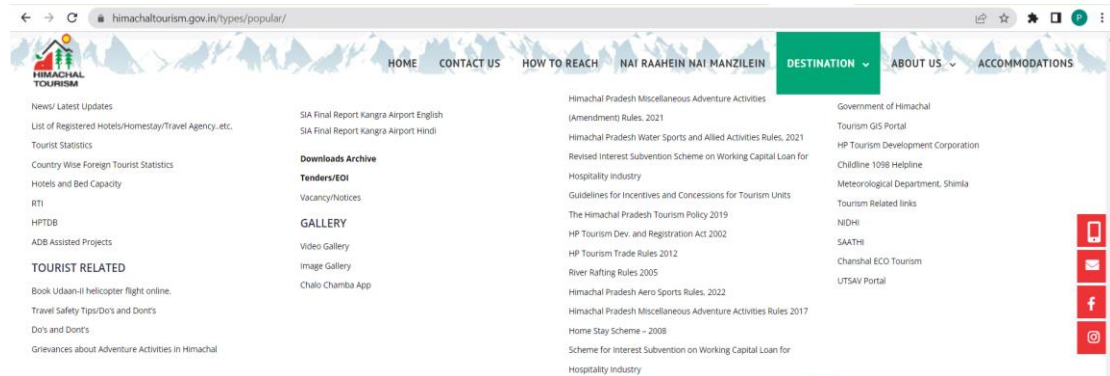 himachaltourism.gov.in/types/popular/
P
HIMACHAL
TOURISM
HOME
CONTACT US
HOW TO REACH
NAI RAAHEIN NAI MANZILEIN
DESTINATION
ABOUT US
ACCOMMODATIONS
News/ Latest Updates
List of Registered Hotels/Homestay/Travel Agency..etc.
Tourist Statistics
Country Wise Foreign Tourist Statistics
Hotels and Bed Capacity
RTI
HPTDB
ADB Assisted Projects
TOURIST RELATED
Book Udaan-II helicopter flight online.
Travel Safety Tips/Do's and Dont's
Do's and Dont's
Grievances about Adventure Activities in Himachal
SIA Final Report Kangra Airport English
SIA Final Report Kangra Airport Hindi
Downloads Archive
Tenders/EOI
Vacancy/Notices
GALLERY
Video Gallery
Image Gallery
Chalo Chamba App
Himachal Pradesh Miscellaneous Adventure Activities
(Amendment) Rules, 2021
Himachal Pradesh Water Sports and Allied Activities Rules, 2021
Revised Interest Subvention Scheme on Working Capital Loan for
Hospitality Industry
Guidelines for Incentives and Concessions for Tourism Units
The Himachal Pradesh Tourism Policy 2019
HP Tourism Dev. and Registration Act 2002
HP Tourism Trade Rules 2012
River Rafting Rules 2005
Himachal Pradesh Aero Sports Rules, 2022
Himachal Pradesh Miscellaneous Adventure Activities Rules 2017
Home Stay Scheme – 2008
Scheme for Interest Subvention on Working Capital Loan for
Hospitality Industry
Government of Himachal
Tourism GIS Portal
HP Tourism Development Corporation
Childline 1098 Helpline
Meteorological Department, Shimla
Tourism Related links
NIDHI
SAATHI
Chanshal ECO Tourism
UTSAV Portal